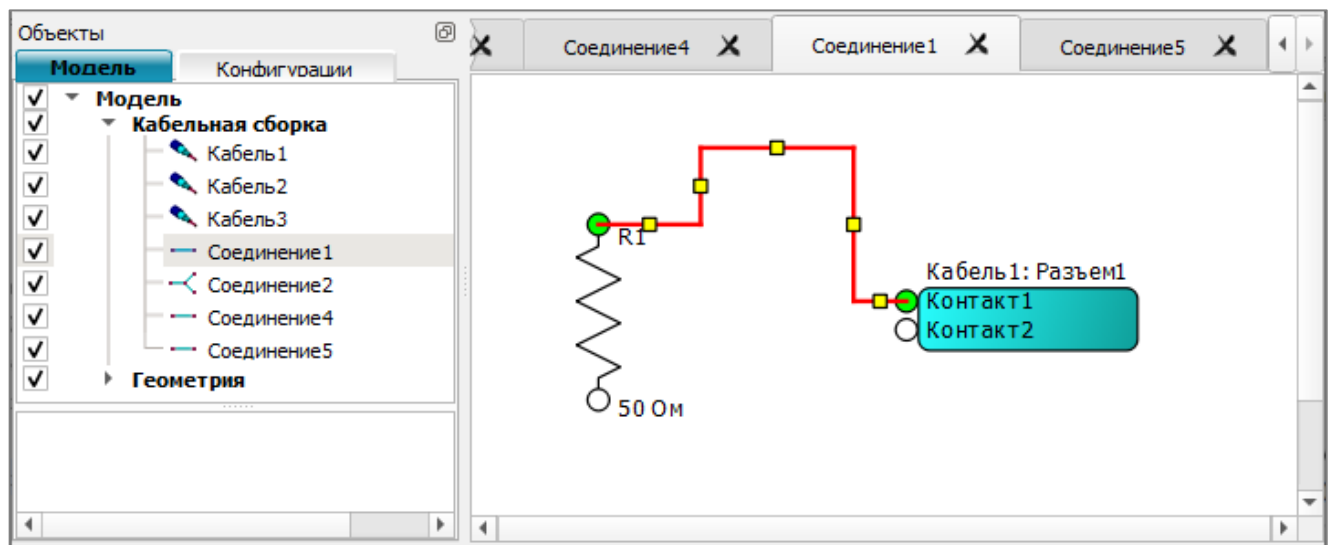 Объекты
Модель
Конфигурации
Модель
Кабельная сборка
Кабель1
Кабель2
Кабель3
Соединение1
Соединение2
Соединение4
Соединение5
Геометрия
Соединение4
Соединение1
Соединение5
R1
50 Ом
Кабель1: Разъем1
Контакт1
Контакт2